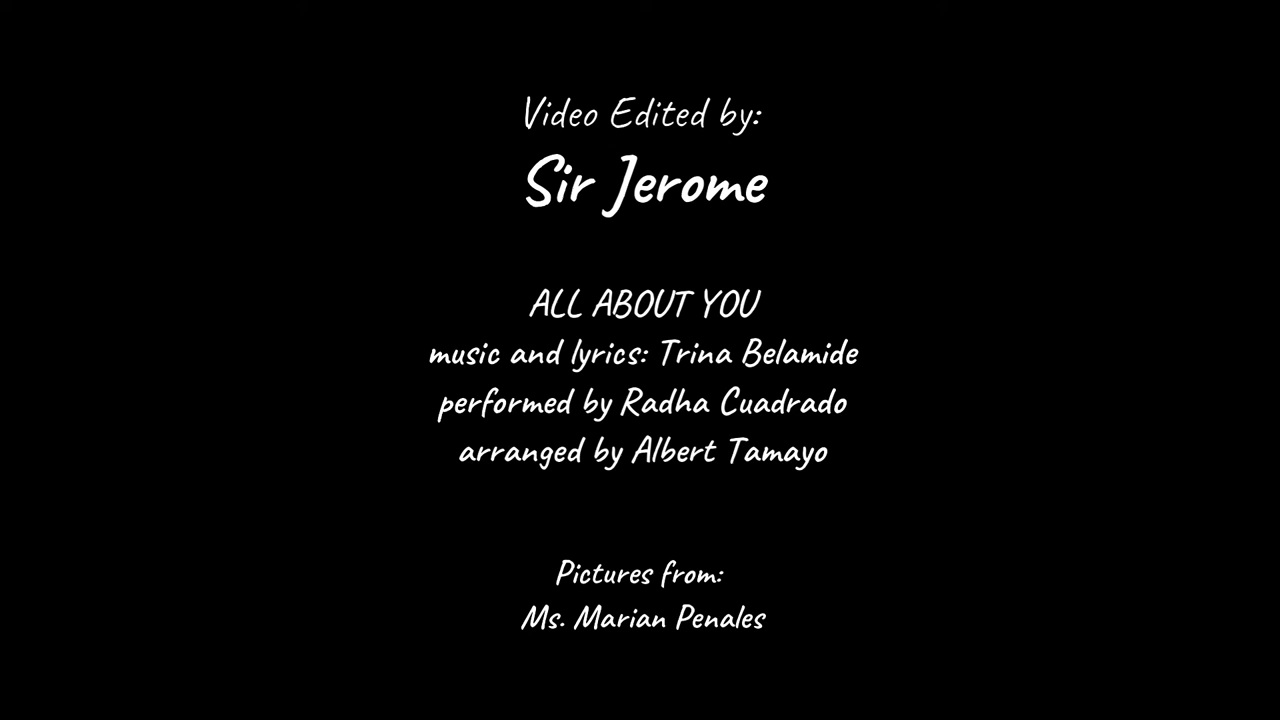 Video Edited by:
Sir Jerome
ALL ABOUT YOU
music and lyrics: Trina Belamide
performed by Radha Cuadrado
arranged by Albert Tamayo
Pictures from:
Ms. Marian Penales